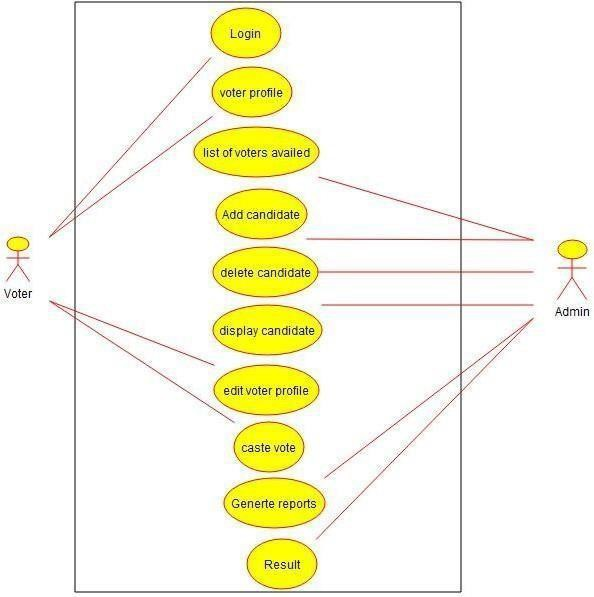 Login
voter profile
list of voters availed
Add candidate
delete candidate
display candidate
edit voter profile
caste vote
Generte reports
Result
Voter
Admin